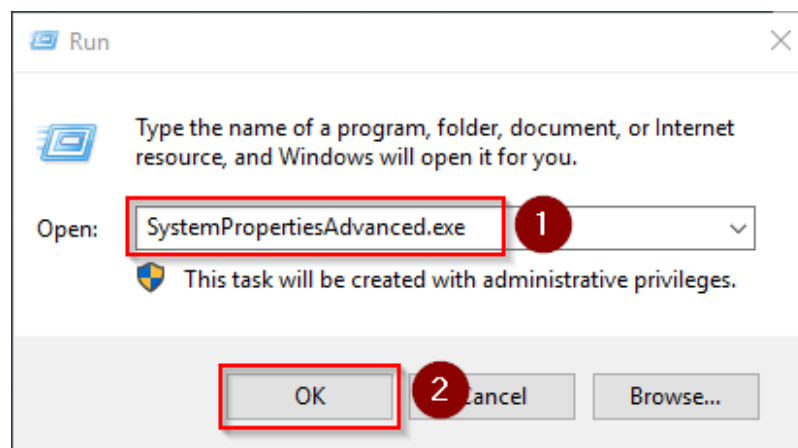 Run
Type the name of a program, folder, document, or Internet
resource, and Windows will open it for you.
Open: SystemPropertiesAdvanced.exe 1
This task will be created with administrative privileges.
OK 2 ancel Browse...